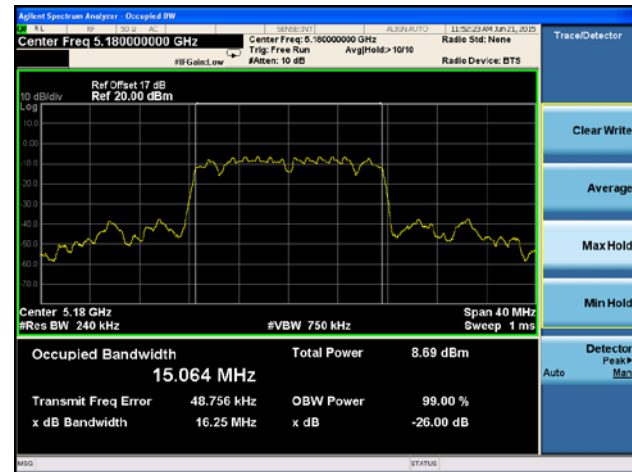 Agilent Spectrum Analyzer - Occupied BW
RL RF 50 Ω AC SENSE:INT ALIGN AUTO 11:52:23 AM Jun 21, 2015
Center Freq 5.180000000 GHz
Center Freq: 5.180000000 GHz
Radio Std: None
Trig: Free Run Avg|Hold:> 10/10
#IFGain:Low #Atten: 10 dB
Radio Device: BTS
Ref Offset 17 dB
10 dB/div Ref 20.00 dBm
Log
10.0
0.00
-10.0
-20.0
-30.0
-40.0
-50.0
-60.0
-70.0
Center 5.18 GHz Span 40 MHz
#Res BW 240 kHz #VBW 750 kHz Sweep 1 ms
Occupied Bandwidth Total Power 8.69 dBm
15.064 MHz
Transmit Freq Error 48.756 kHz OBW Power 99.00 %
x dB Bandwidth 16.25 MHz x dB -26.00 dB
MSG STATUS
Trace/Detector
Clear Write
Average
Max Hold
Min Hold
Detector
Peak▶
Auto Man